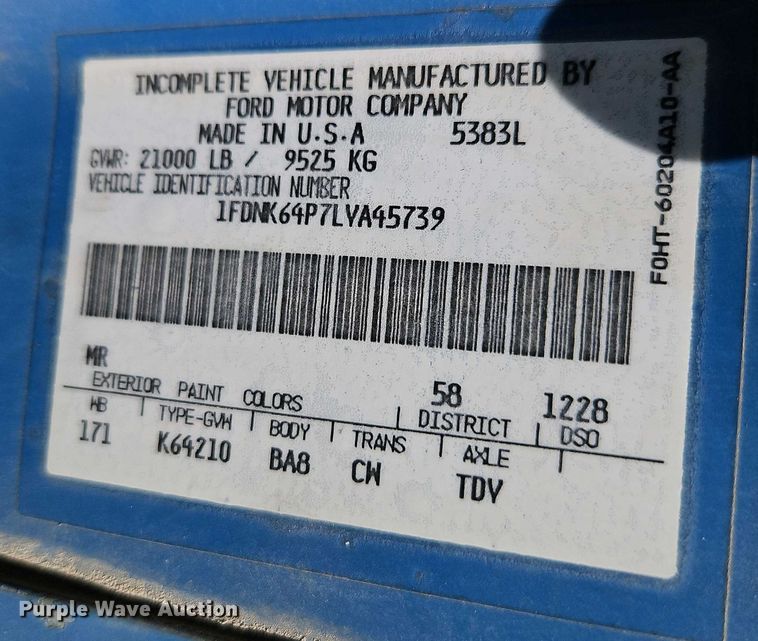 INCOMPLETE VEHICLE MANUFACTURED BY
FORD MOTOR COMPANY
MADE IN U.S.A 5383L
GVWR: 21000 LB / 9525 KG
VEHICLE IDENTIFICATION NUMBER
1FDNK64P7LVA45739
F0HT-60204A10-AA
MR 58 1228
EXTERIOR PAINT COLORS DISTRICT DSO
WB TYPE-GVW BODY TRANS AXLE
171 K64210 BA8 CW TDV
Purple Wave Auction